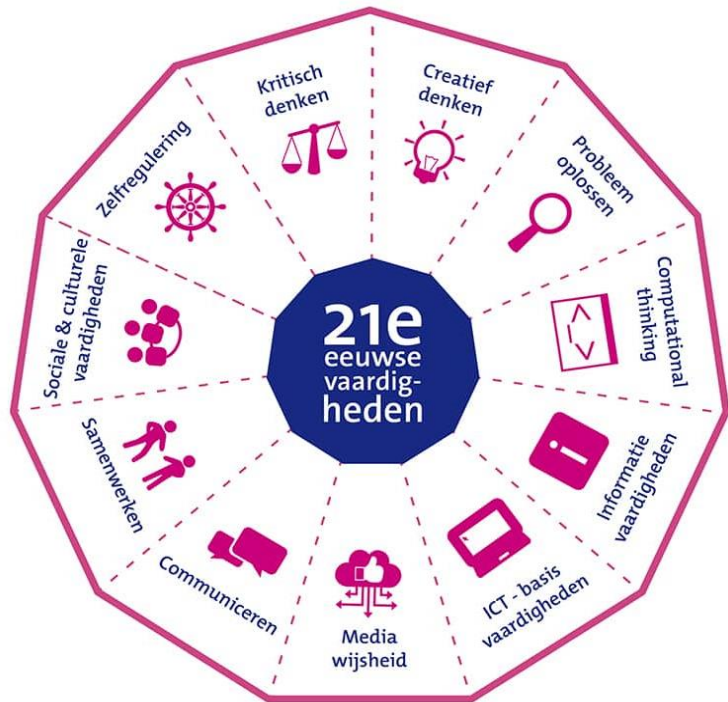 21e
eeuwse
vaardig-
heden
Kritisch
denken
Creatief
denken
Probleem
oplossen
Computational
thinking
Informatie
vaardigheden
ICT - basis
vaardigheden
Media
wijsheid
Communiceren
Samenwerken
Sociale & culturele
vaardigheden
Zelfregulering